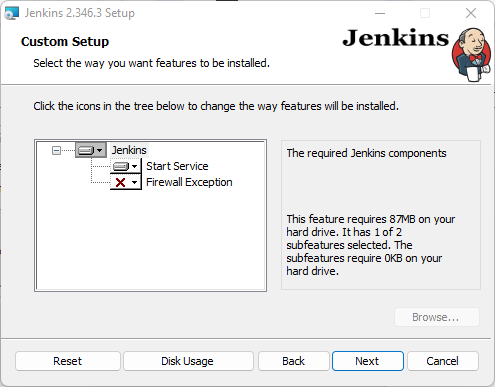 Jenkins 2.346.3 Setup
Custom Setup
Select the way you want features to be installed.
Jenkins
Click the icons in the tree below to change the way features will be installed.
Jenkins
Start Service
Firewall Exception
The required Jenkins components
This feature requires 87MB on your
hard drive. It has 1 of 2
subfeatures selected. The
subfeatures require 0KB on your
hard drive.
Browse...
Reset
Disk Usage
Back
Next
Cancel